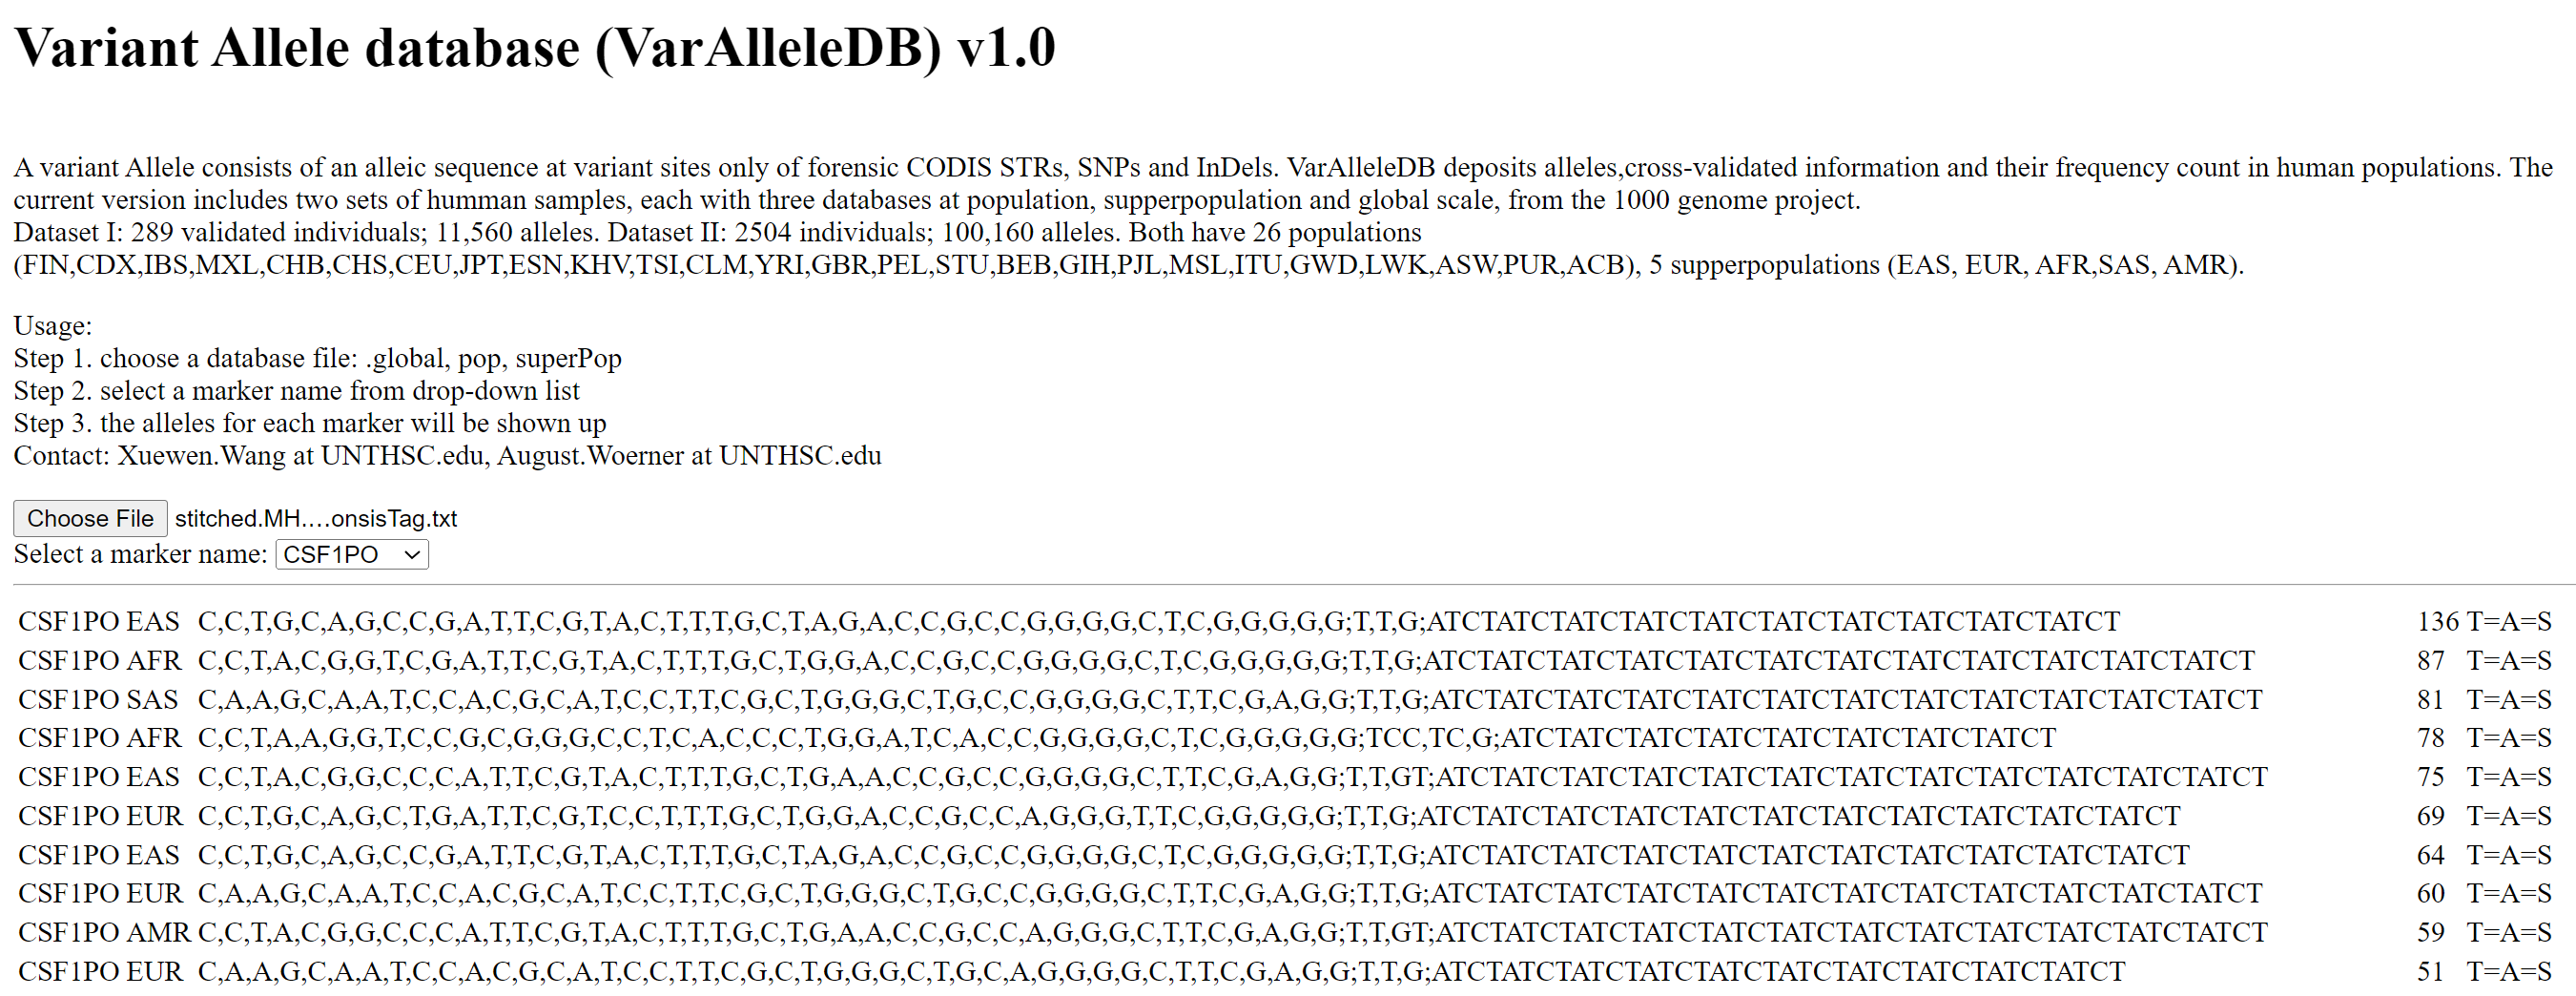 Variant Allele database (VarAlleleDB) v1.0
A variant Allele consists of an alleic sequence at variant sites only of forensic CODIS STRs, SNPs and InDels. VarAlleleDB deposits alleles,cross-validated information and their frequency count in human populations. The
current version includes two sets of humman samples, each with three databases at population, supperpopulation and global scale, from the 1000 genome project.
Dataset I: 289 validated individuals; 11,560 alleles. Dataset II: 2504 individuals; 100,160 alleles. Both have 26 populations
(FIN,CDX,IBS,MXL,CHB,CHS,CEU,JPT,ESN,KHV,TSI,CLM,YRI,GBR,PEL,STU,BEB,GIH,PJL,MSL,ITU,GWD,LWK,ASW,PUR,ACB), 5 supperpopulations (EAS, EUR, AFR,SAS, AMR).
Usage:
Step 1. choose a database file: .global, pop, superPop
Step 2. select a marker name from drop-down list
Step 3. the alleles for each marker will be shown up
Contact: Xuewen.Wang at UNTHSC.edu, August.Woerner at UNTHSC.edu
Choose File stitched.MH....onsisTag.txt
Select a marker name: CSF1PO
CSF1PO EAS C,C,T,G,C,A,G,C,C,G,A,T,T,C,G,T,A,C,T,T,T,G,C,T,A,G,A,C,C,G,C,C,G,G,G,G,C,T,C,G,G,G,G,G;T,T,G;ATCTATCTATCTATCTATCTATCTATCTATCTATCTATCT 136 T=A=S
CSF1PO AFR C,C,T,A,C,G,G,T,C,G,A,T,T,C,G,T,A,C,T,T,T,G,C,T,G,G,A,C,C,G,C,C,G,G,G,G,C,T,C,G,G,G,G,G;T,T,G;ATCTATCTATCTATCTATCTATCTATCTATCTATCTATCTATCTATCT 87 T=A=S
CSF1PO SAS C,A,A,G,C,A,A,T,C,C,A,C,G,C,A,T,C,C,T,T,C,G,C,T,G,G,G,C,T,G,C,C,G,G,G,G,C,T,T,C,G,A,G,G;T,T,G;ATCTATCTATCTATCTATCTATCTATCTATCTATCTATCTATCTATCT 81 T=A=S
CSF1PO AFR C,C,T,A,A,G,G,T,C,C,G,C,G,G,G,C,C,T,C,A,C,C,C,T,G,G,A,T,C,A,C,C,G,G,G,G,C,T,C,G,G,G,G,G;TCC,TC,G;ATCTATCTATCTATCTATCTATCTATCTATCT 78 T=A=S
CSF1PO EAS C,C,T,A,C,G,G,C,C,C,A,T,T,C,G,T,A,C,T,T,T,G,C,T,G,A,A,C,C,G,C,C,G,G,G,G,C,T,T,C,G,A,G,G;T,T,GT;ATCTATCTATCTATCTATCTATCTATCTATCTATCTATCTATCTATCT 75 T=A=S
CSF1PO EUR C,C,T,G,C,A,G,C,T,G,A,T,T,C,G,T,C,C,T,T,T,G,C,T,G,G,A,C,C,G,C,C,A,G,G,G,T,T,C,G,G,G,G,G;T,T,G;ATCTATCTATCTATCTATCTATCTATCTATCTATCTATCTATCT 69 T=A=S
CSF1PO EAS C,C,T,G,C,A,G,C,C,G,A,T,T,C,G,T,A,C,T,T,T,G,C,T,A,G,A,C,C,G,C,C,G,G,G,G,C,T,C,G,G,G,G,G;T,T,G;ATCTATCTATCTATCTATCTATCTATCTATCTATCTATCTATCT 64 T=A=S
CSF1PO EUR C,A,A,G,C,A,A,T,C,C,A,C,G,C,A,T,C,C,T,T,C,G,C,T,G,G,G,C,T,G,C,C,G,G,G,G,C,T,T,C,G,A,G,G;T,T,G;ATCTATCTATCTATCTATCTATCTATCTATCTATCTATCTATCTATCT 60 T=A=S
CSF1PO AMR C,C,T,A,C,G,G,C,C,C,A,T,T,C,G,T,A,C,T,T,T,G,C,T,G,A,A,C,C,G,C,C,A,G,G,G,C,T,T,C,G,A,G,G;T,T,GT;ATCTATCTATCTATCTATCTATCTATCTATCTATCTATCTATCTATCT 59 T=A=S
CSF1PO EUR C,A,A,G,C,A,A,T,C,C,A,C,G,C,A,T,C,C,T,T,C,G,C,T,G,G,G,C,T,G,C,A,G,G,G,G,C,T,T,C,G,A,G,G;T,T,G;ATCTATCTATCTATCTATCTATCTATCTATCTATCTATCT 51 T=A=S